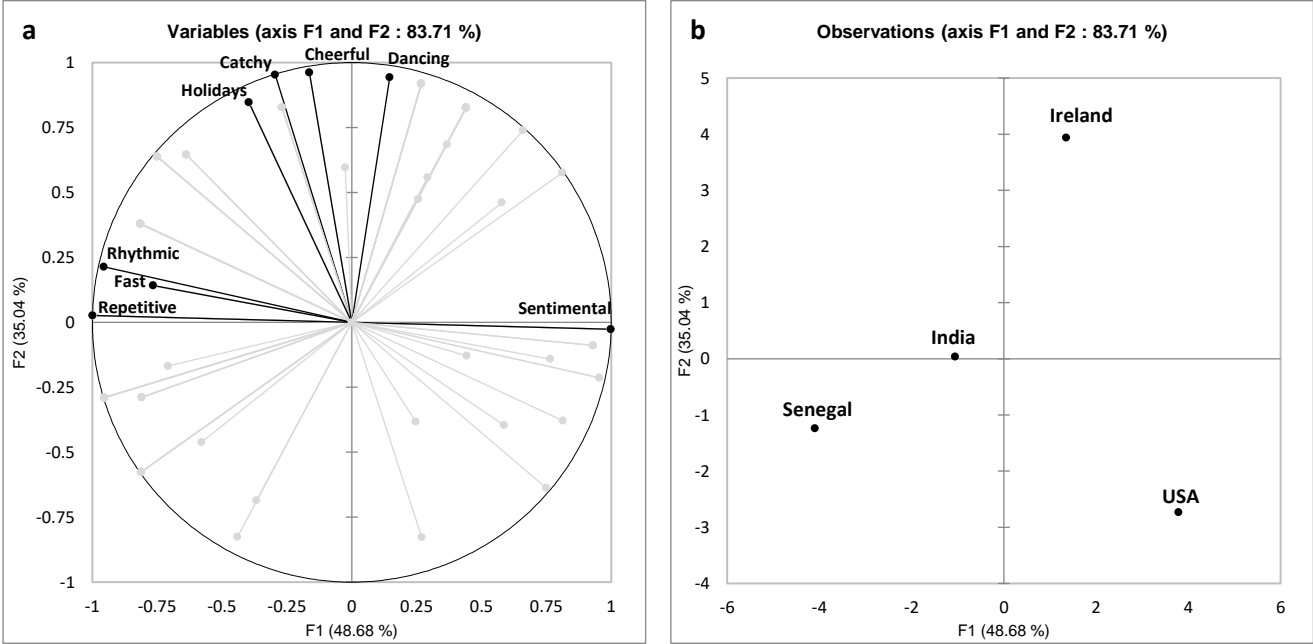 a
Variables (axis F1 and F2 : 83.71 %)
Cheerful
Catchy
Dancing
Holidays
Rhythmic
Fast
Repetitive
Sentimental
1
0.75
0.5
0.25
0
-0.25
-0.5
-0.75
-1
F2 (35.04 %)
-1 -0.75 -0.5 -0.25 0 0.25 0.5 0.75 1
F1 (48.68 %)
b
Observations (axis F1 and F2 : 83.71 %)
Ireland
India
Senegal
USA
5
4
3
2
1
0
-1
-2
-3
-4
F2 (35.04 %)
-6 -4 -2 0 2 4 6
F1 (48.68 %)